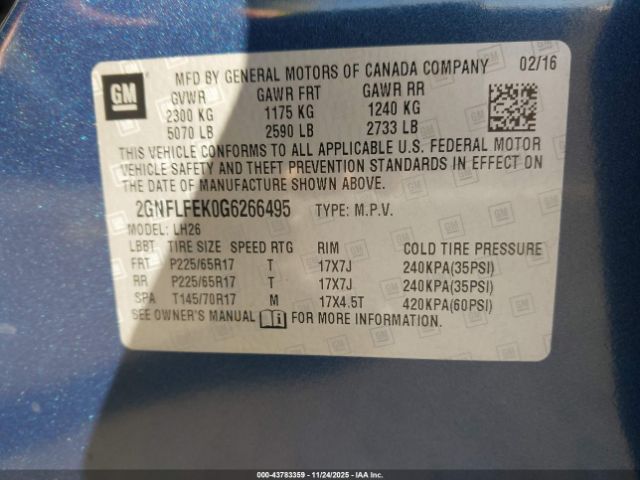 GM
MFD BY GENERAL MOTORS OF CANADA COMPANY 02/16
GVWR GAWR FRT GAWR RR
2300 KG 1175 KG 1240 KG
5070 LB 2590 LB 2733 LB
THIS VEHICLE CONFORMS TO ALL APPLICABLE U.S. FEDERAL MOTOR
VEHICLE SAFETY AND THEFT PREVENTION STANDARDS IN EFFECT ON
THE DATE OF MANUFACTURE SHOWN ABOVE.
2GNFLFEK0G6266495 TYPE: M.P.V.
MODEL: LH26
LBBT TIRE SIZE SPEED RTG RIM COLD TIRE PRESSURE
FRT P225/65R17 T 17X7J 240KPA(35PSI)
RR P225/65R17 T 17X7J 240KPA(35PSI)
SPA T145/70R17 M 17X4.5T 420KPA(60PSI)
SEE OWNER'S MANUAL FOR MORE INFORMATION.
000-43783359 - 11/24/2025 - IAAI.COM